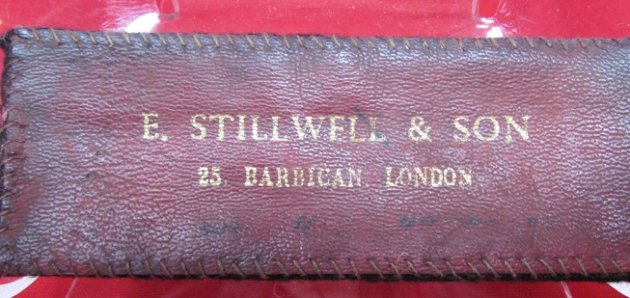 E. STILLWELL & SON
25, BARBICAN, LONDON.